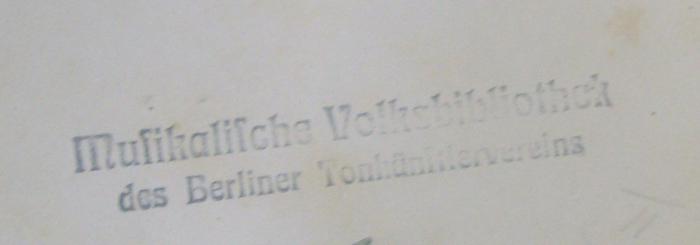 Muſikaliſche Volksbibliothek
des Berliner Tonkünſtlervereins